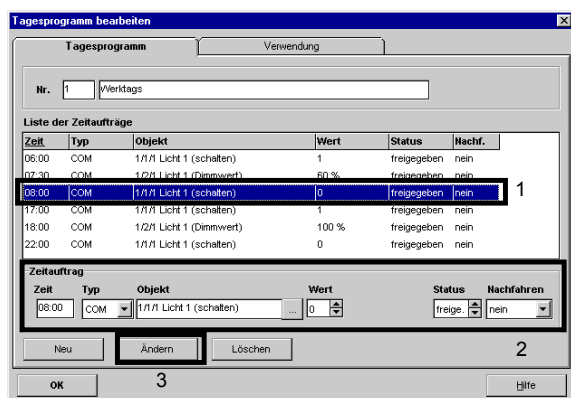 Tagesprogramm bearbeiten
Tagesprogramm Verwendung
Nr. 1 Werktags
Liste der Zeitaufträge
Zeit Typ Objekt Wert Status Nachf.
06:00 COM 1/1/1 Licht 1 (schalten) 1 freigegeben nein
07:30 COM 1/2/1 Licht 1 (Dimmwert) 60 % freigegeben nein
08:00 COM 1/1/1 Licht 1 (schalten) 0 freigegeben nein 1
17:00 COM 1/1/1 Licht 1 (schalten) 1 freigegeben nein
18:00 COM 1/2/1 Licht 1 (Dimmwert) 100 % freigegeben nein
22:00 COM 1/1/1 Licht 1 (schalten) 0 freigegeben nein
Zeitauftrag
Zeit Typ Objekt Wert Status Nachfahren
08:00 COM 1/1/1 Licht 1 (schalten) ... 0 freige. nein
Neu Ändern Löschen 2
OK 3 Hilfe